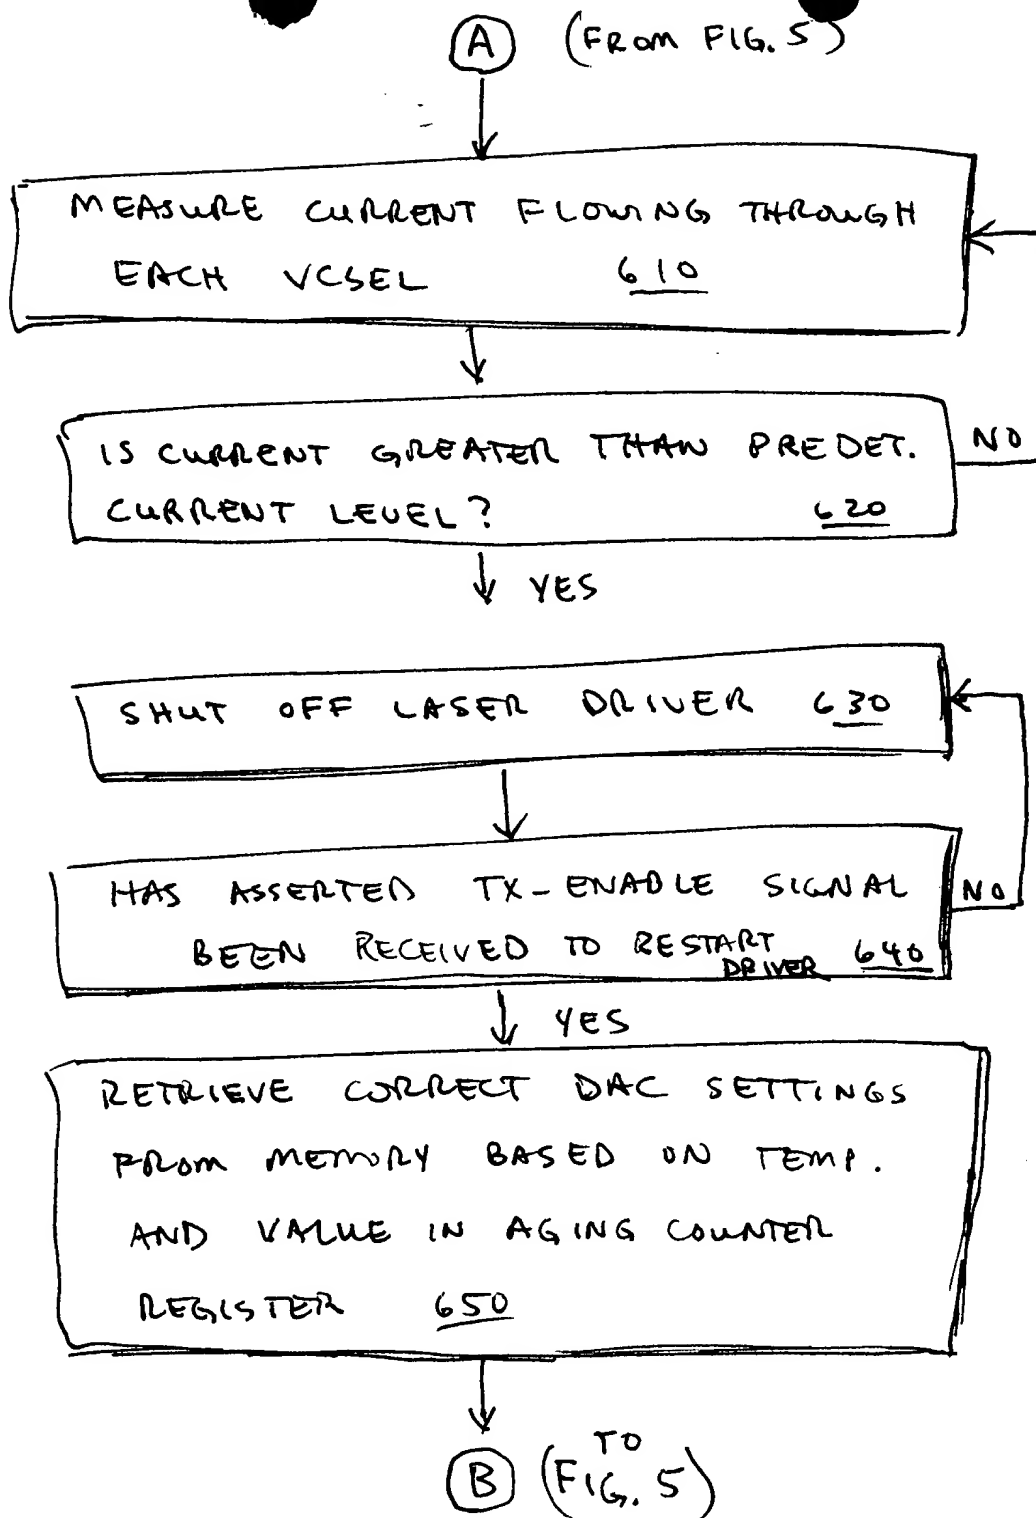 A (FROM FIG. 5)
MEASURE CURRENT FLOWING THROUGH
EACH VCSEL 610
IS CURRENT GREATER THAN PREDET.
CURRENT LEVEL? 620
NO
YES
SHUT OFF LASER DRIVER 630
HAS ASSERTED TX-ENABLE SIGNAL
BEEN RECEIVED TO RESTART
DRIVER 640
NO
YES
RETRIEVE CORRECT DAC SETTINGS
FROM MEMORY BASED ON TEMP.
AND VALUE IN AGING COUNTER
REGISTER 650
B (TO
FIG. 5)